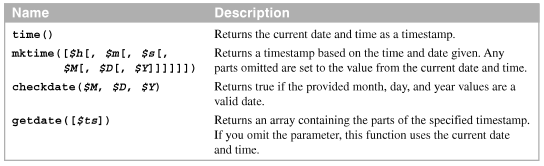 Name Description
time() Returns the current date and time as a timestamp.
mktime([$h[, $m[, $s[, Returns a timestamp based on the time and date given. Any
$M[, $D[, $Y]]]]]]) parts omitted are set to the value from the current date and time.
checkdate($M, $D, $Y) Returns true if the provided month, day, and year values are a
valid date.
getdate([$ts]) Returns an array containing the parts of the specified timestamp.
If you omit the parameter, this function uses the current date
and time.